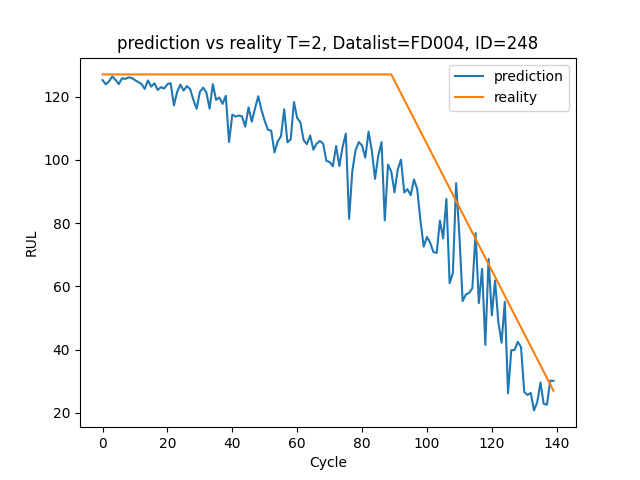 prediction vs reality T=2, Datalist=FD004, ID=248
prediction
reality
120
100
80
60
40
20
RUL
0 20 40 60 80 100 120 140
Cycle